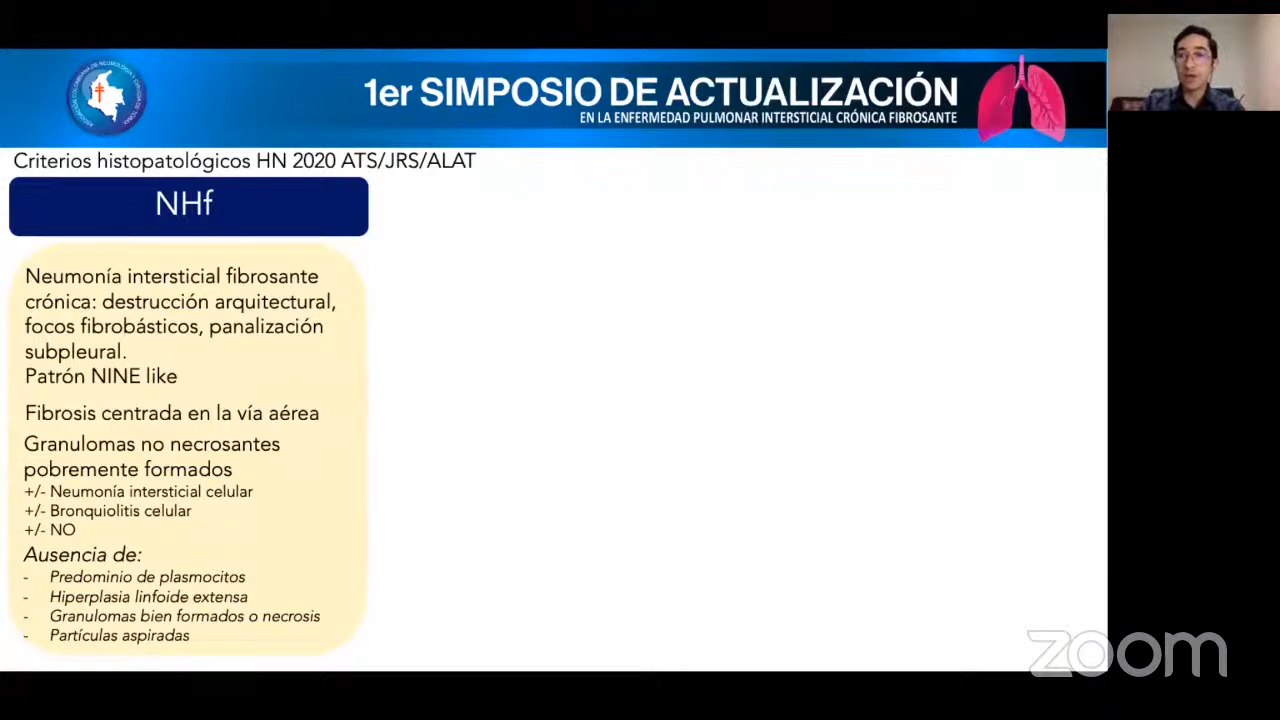 1er SIMPOSIO DE ACTUALIZACIÓN
EN LA ENFERMEDAD PULMONAR INTERSTICIAL CRÓNICA FIBROSANTE
Criterios histopatológicos HN 2020 ATS/JRS/ALAT
NHf
Neumonía intersticial fibrosante
crónica: destrucción arquitectural,
focos fibrobásticos, panalización
subpleural.
Patrón NINE like
Fibrosis centrada en la vía aérea
Granulomas no necrosantes
pobremente formados
+/- Neumonía intersticial celular
+/- Bronquiolitis celular
+/- NO
Ausencia de:
- Predominio de plasmocitos
- Hiperplasia linfoide extensa
- Granulomas bien formados o necrosis
- Partículas aspiradas
zoom